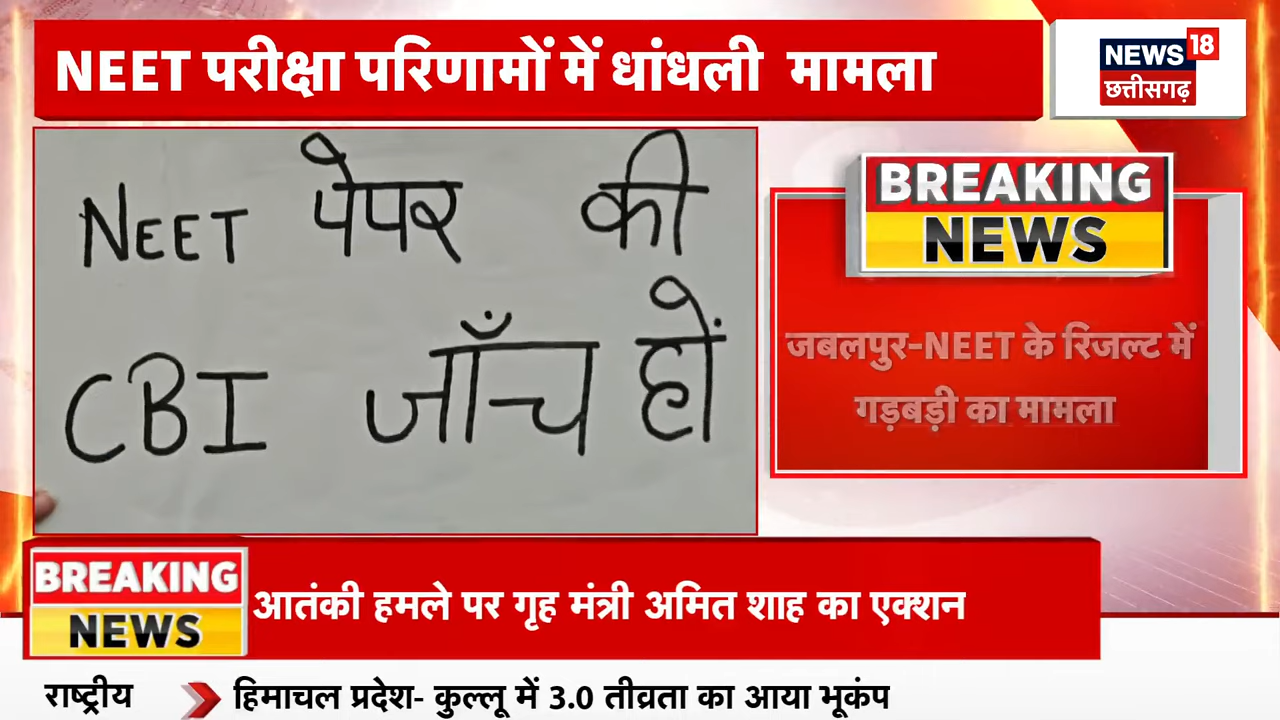 NEET परीक्षा परिणामों में धांधली मामला
NEWS 18
छत्तीसगढ़
NEET पेपर की
CBI जाँच हों
BREAKING
NEWS
जबलपुर-NEET के रिजल्ट में
गड़बड़ी का मामला
BREAKING
NEWS
आतंकी हमले पर गृह मंत्री अमित शाह का एक्शन
राष्ट्रीय
हिमाचल प्रदेश- कुल्लू में 3.0 तीव्रता का आया भूकंप